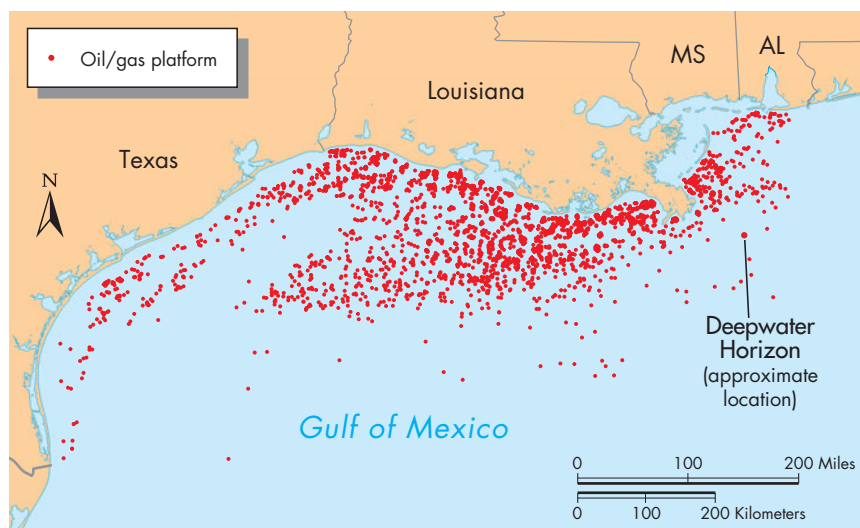 Oil/gas platform
MS
AL
Louisiana
Texas
N
Deepwater
Horizon
(approximate
location)
Gulf of Mexico
0 100 200 Miles
0 100 200 Kilometers